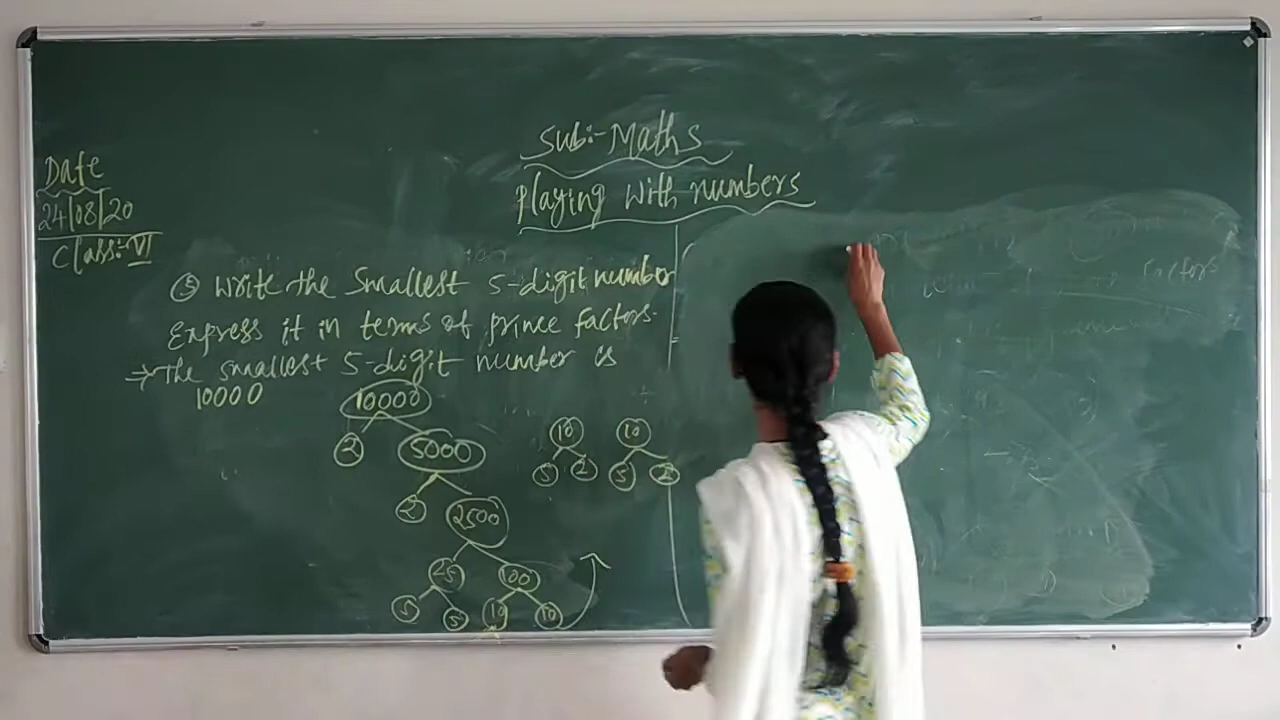 Sub:- Maths
Playing with numbers
Date
24/08/20
Class:- VI
⑤ Write the Smallest 5-digit number
Express it in terms of prince factors.
→ The smallest 5-digit number is
10000
10000
2 5000
10 10
5 2 5 2
2 2500
25 100
5 5 10 10
factors